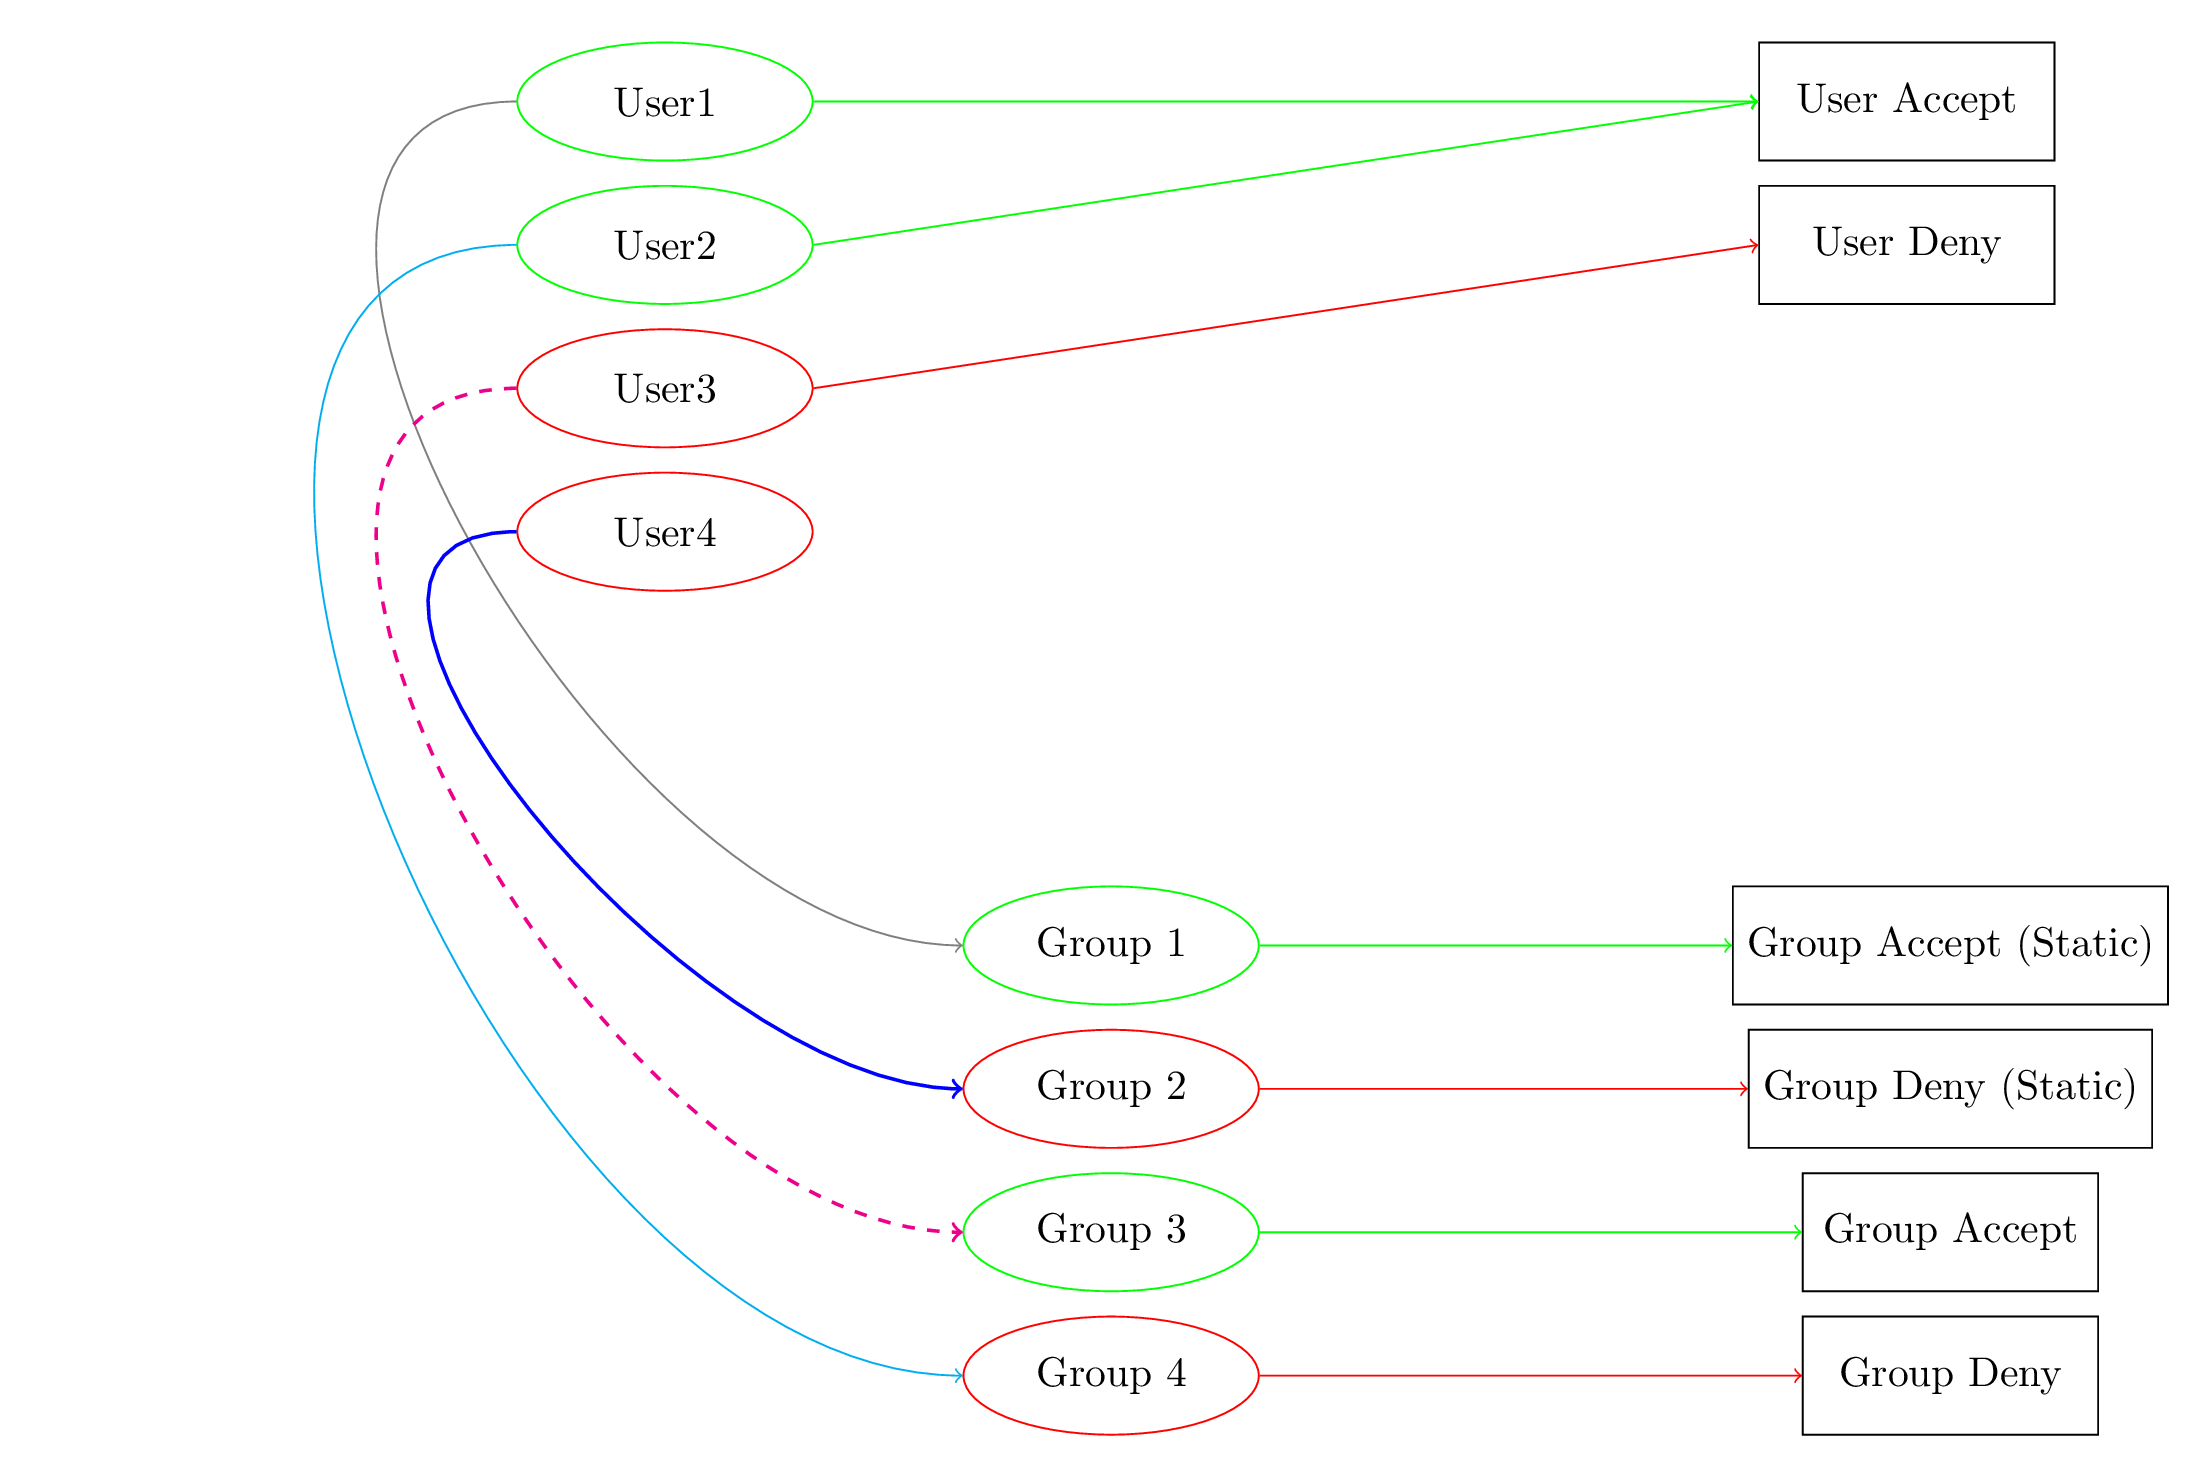 User1
User Accept
User2
User Deny
User3
User4
Group 1
Group Accept (Static)
Group 2
Group Deny (Static)
Group 3
Group Accept
Group 4
Group Deny